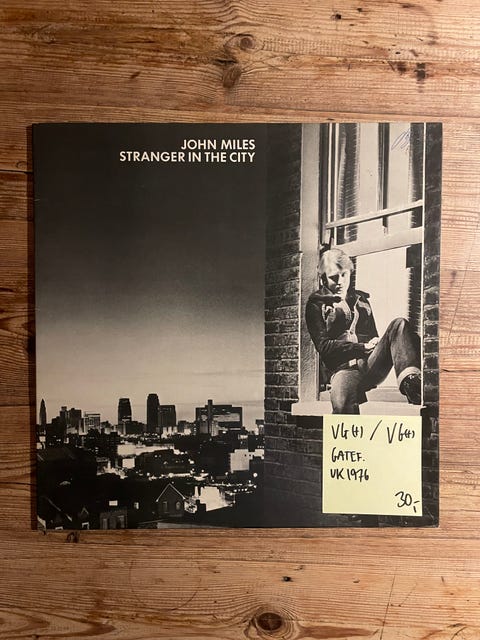 JOHN MILES
STRANGER IN THE CITY
VG(+) / VG(+)
GATEF.
UK 1976
30,-